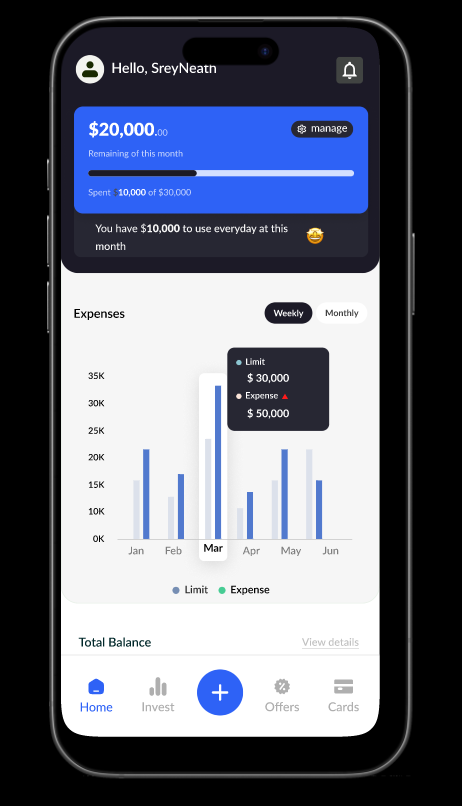 Hello, SreyNeath
$20,000.00
manage
Remaining of this month
Spent $10,000 of $30,000
You have $10,000 to use everyday at this
month
Expenses
Weekly
Monthly
Limit
$ 30,000
Expense
$ 50,000
35K
30K
25K
20K
15K
10K
0K
Jan Feb Mar Apr May Jun
Limit Expense
Total Balance
View details
Home Invest Offers Cards